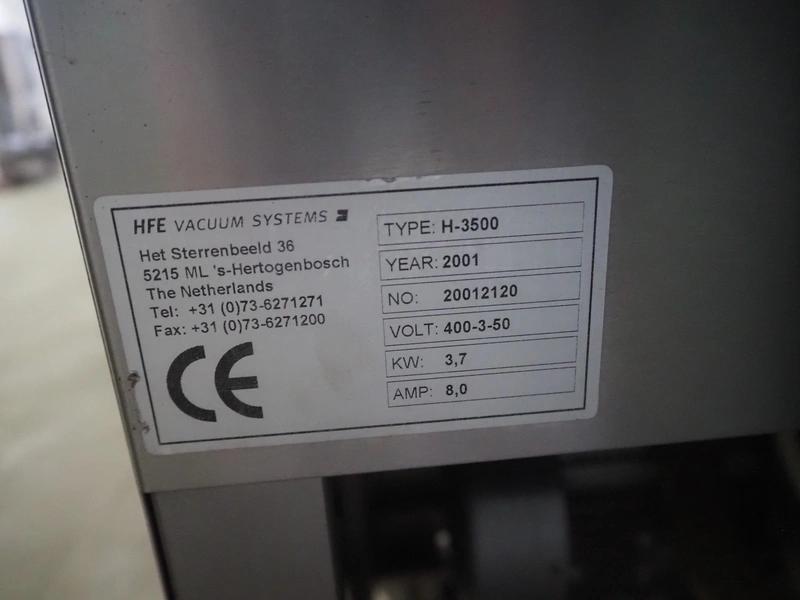 HFE VACUUM SYSTEMS
Het Sterrenbeeld 36
5215 ML 's-Hertogenbosch
The Netherlands
Tel: +31 (0)73-6271271
Fax: +31 (0)73-6271200
CE
TYPE: H-3500
YEAR: 2001
NO: 20012120
VOLT: 400-3-50
KW: 3,7
AMP: 8,0